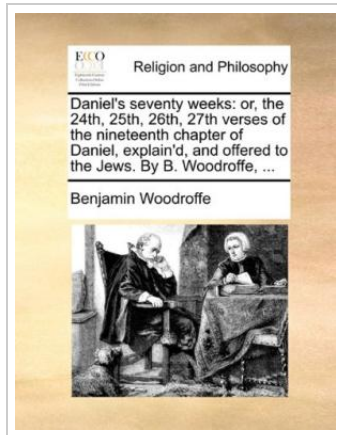 ECCO
Religion and Philosophy
Daniel's seventy weeks: or, the
24th, 25th, 26th, 27th verses of
the nineteenth chapter of
Daniel, explain'd, and offered to
the Jews. By B. Woodroffe, ...
Benjamin Woodroffe